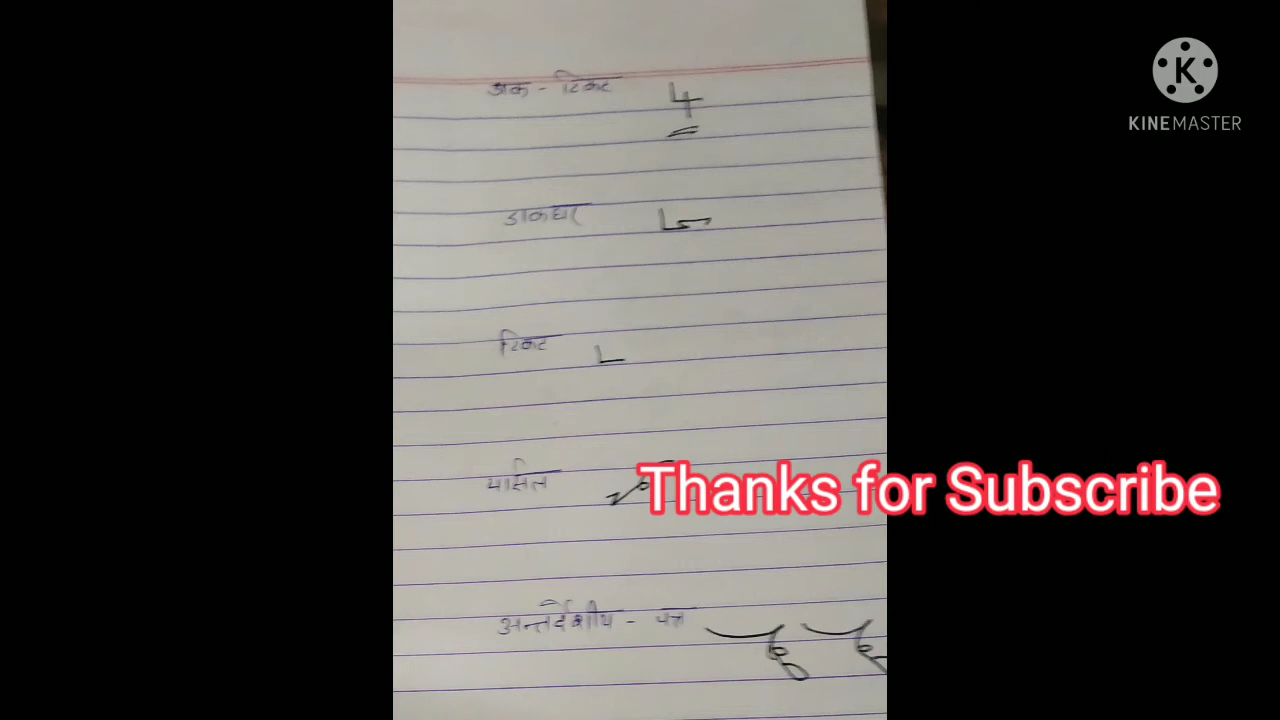 KINEMASTER
डाक - टिकट
डाकघर
टिकट
पार्सल
Thanks for Subscribe
अन्तर्देशीय - पत्र